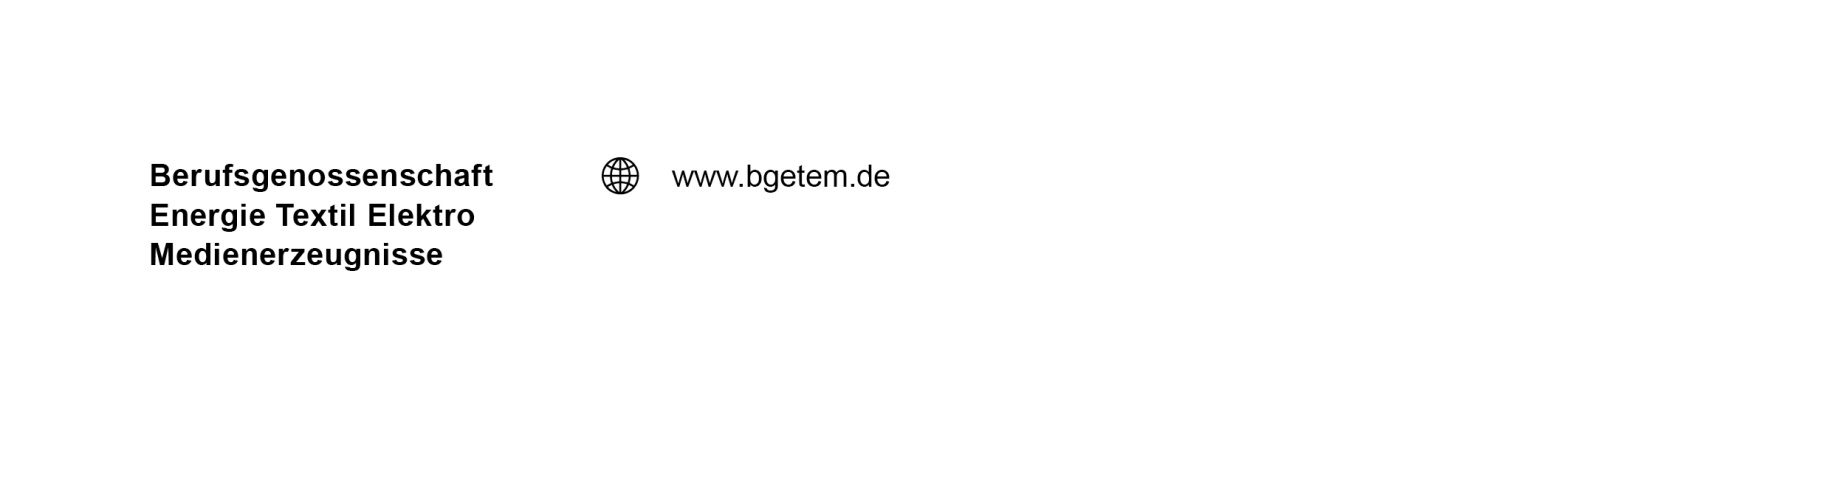 Berufsgenossenschaft
Energie Textil Elektro
Medienerzeugnisse
www.bgetem.de